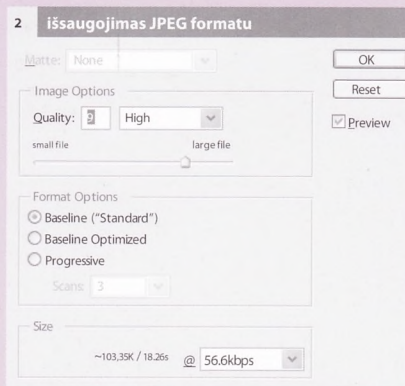 2 išsaugojimas JPEG formatu
Matte: None
OK
Image Options
Reset
Quality: 9 High
Preview
small file large file
Format Options
Baseline ("Standard")
Baseline Optimized
Progressive
Scans: 3
Size
~103,35K / 18.26s @ 56.6kbps